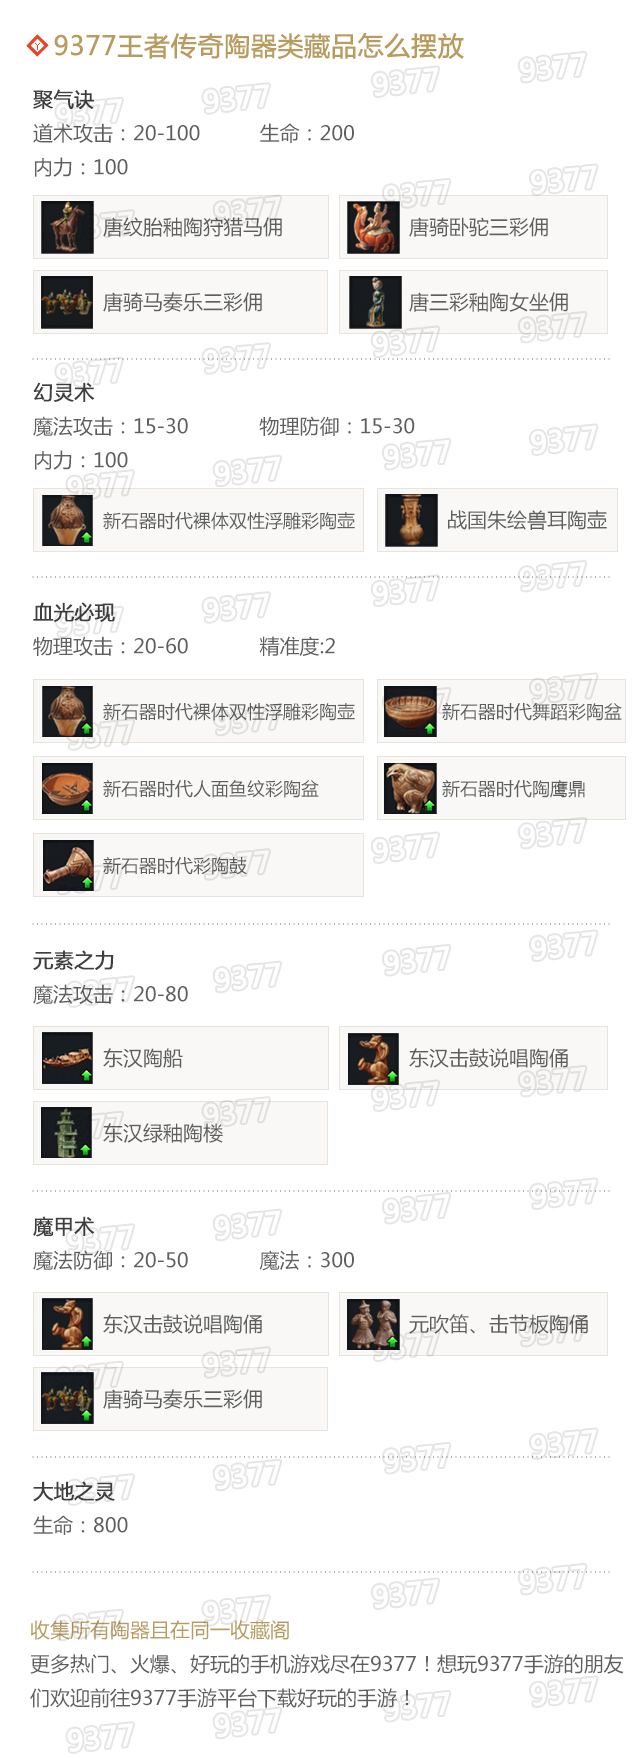 9377王者传奇陶器类藏品怎么摆放
聚气诀
道术攻击：20-100 生命：200
内力：100
唐纹胎釉陶狩猎马佣 唐骑卧驼三彩佣
唐骑马奏乐三彩佣 唐三彩釉陶女坐佣
幻灵术
魔法攻击：15-30 物理防御：15-30
内力：100
新石器时代裸体双性浮雕彩陶壶 战国朱绘兽耳陶壶
血光必现
物理攻击：20-60 精准度:2
新石器时代裸体双性浮雕彩陶壶 新石器时代舞蹈彩陶盆
新石器时代人面鱼纹彩陶盆 新石器时代陶鹰鼎
新石器时代彩陶鼓
元素之力
魔法攻击：20-80
东汉陶船 东汉击鼓说唱陶俑
东汉绿釉陶楼
魔甲术
魔法防御：20-50 魔法：300
东汉击鼓说唱陶俑 元吹笛、击节板陶俑
唐骑马奏乐三彩佣
大地之灵
生命：800
收集所有陶器且在同一收藏阁
更多热门、火爆、好玩的手机游戏尽在9377！想玩9377手游的朋友
们欢迎前往9377手游平台下载好玩的手游！